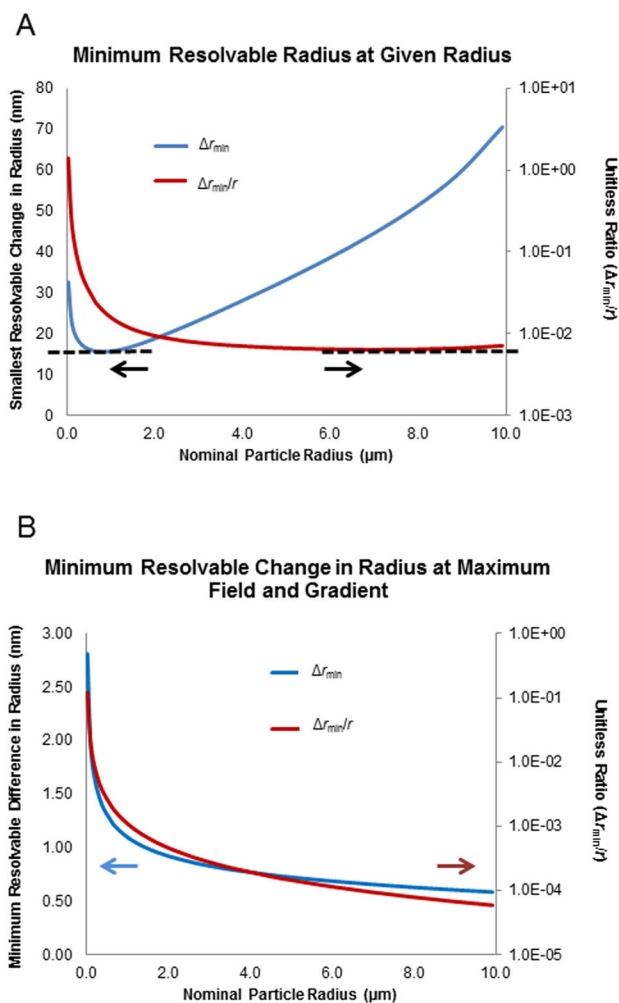 A
Minimum Resolvable Radius at Given Radius
Smallest Resolvable Change in Radius (nm)
80
70
60
50
40
30
20
10
0
Δrmin
Δrmin/r
1.0E+01
1.0E+00
1.0E-01
1.0E-02
1.0E-03
Unitless Ratio (Δrmin/r)
0.0 2.0 4.0 6.0 8.0 10.0
Nominal Particle Radius (µm)
B
Minimum Resolvable Change in Radius at Maximum
Field and Gradient
Minimum Resolvable Difference in Radius (nm)
3.00
2.50
2.00
1.50
1.00
0.50
0.00
Δrmin
Δrmin/r
1.0E+00
1.0E-01
1.0E-02
1.0E-03
1.0E-04
1.0E-05
Unitless Ratio (Δrmin/r)
0.0 2.0 4.0 6.0 8.0 10.0
Nominal Particle Radius (µm)